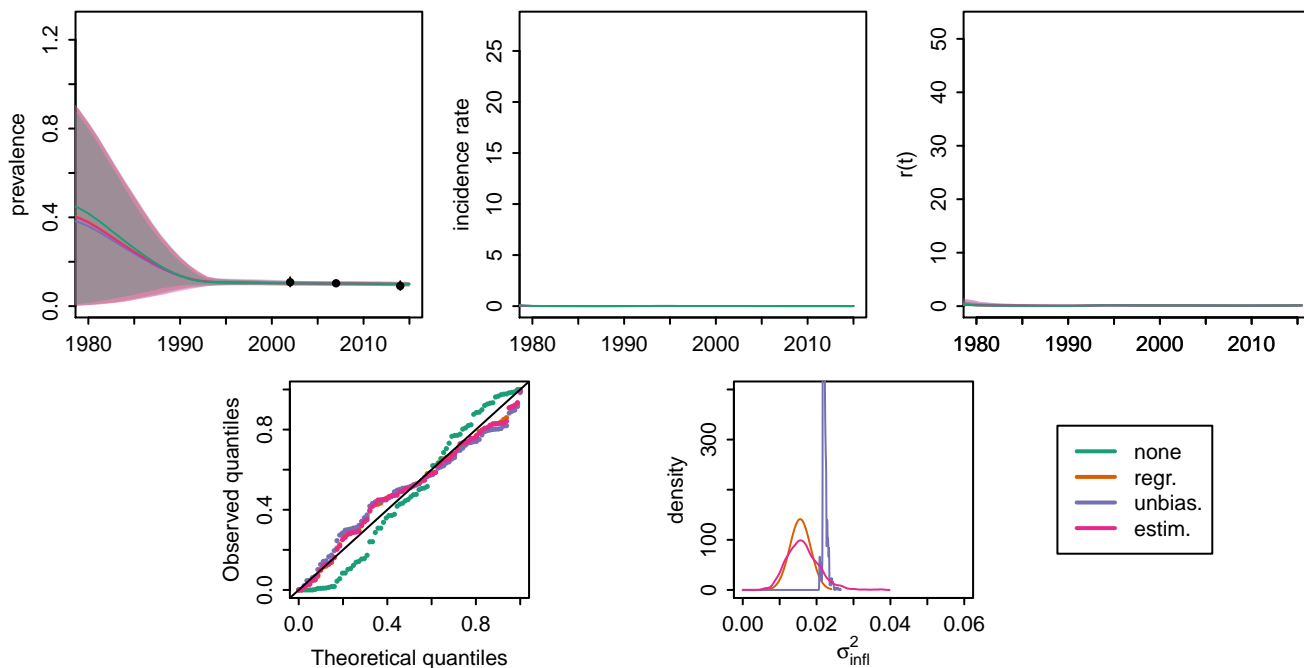 prevalence
0.0 0.4 0.8 1.2
1980 1990 2000 2010
incidence rate
0 5 10 15 20 25
1980 1990 2000 2010
r(t)
0 10 20 30 40 50
1980 1990 2000 2010
Observed quantiles
0.0 0.4 0.8
0.0 0.4 0.8
Theoretical quantiles
density
0 100 300
0.00 0.02 0.04 0.06
σ²infl
none
regr.
unbias.
estim.